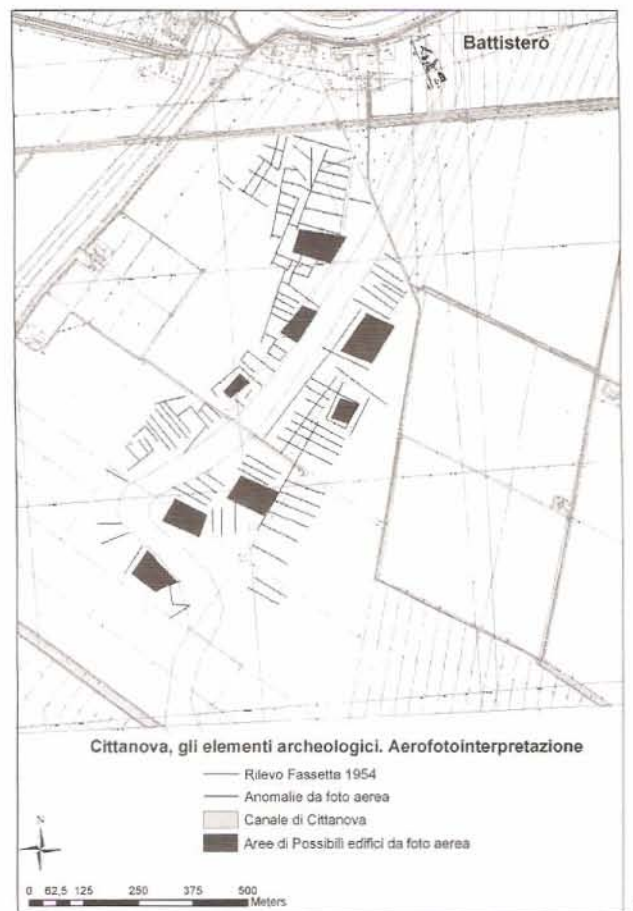 Battistero
Cittanova, gli elementi archeologici. Aerofotointerpretazione
Rilevo Fassetta 1954
Anomalie da foto aerea
Canale di Cittanova
Aree di Possibili edifici da foto aerea
N
0 62,5 125 250 375 500
Meters